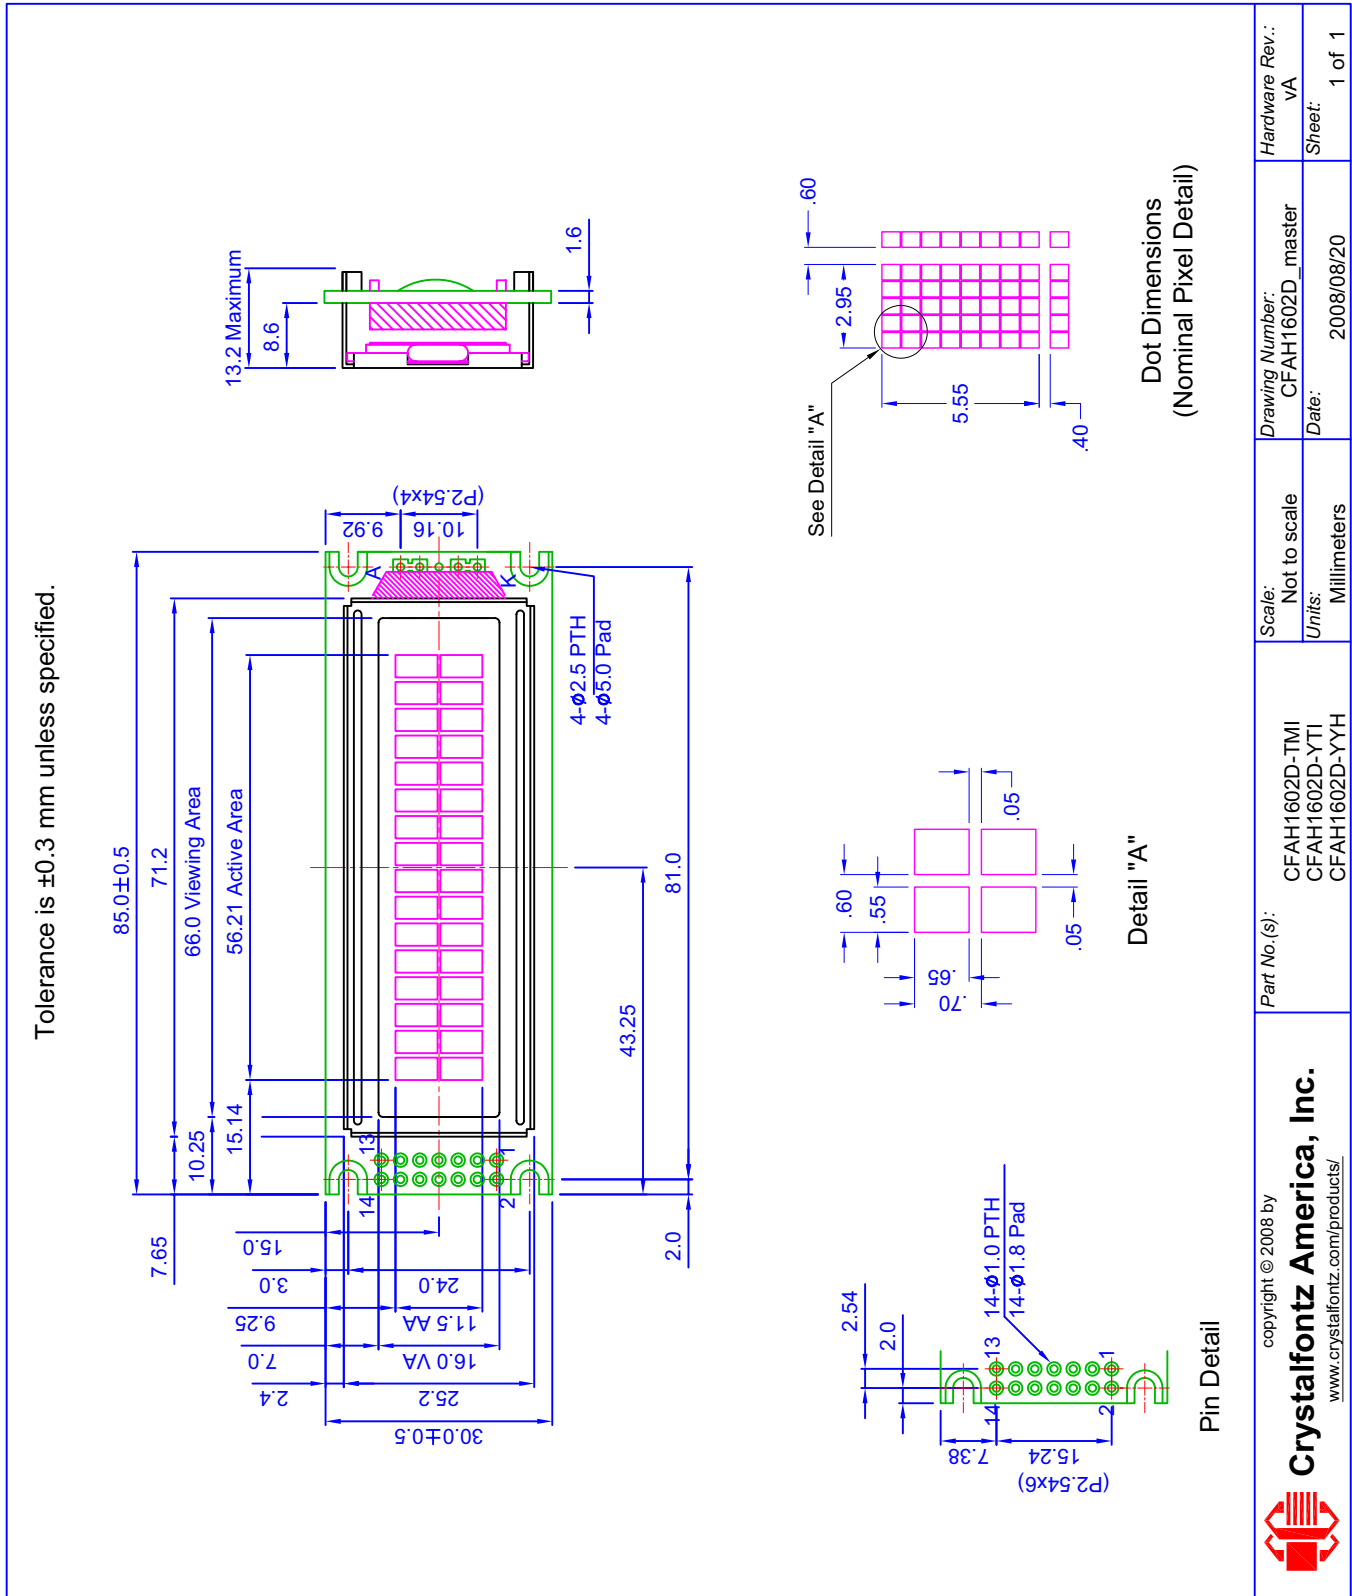 Tolerance is ±0.3 mm unless specified.
85.0±0.5
71.2
66.0 Viewing Area
56.21 Active Area
7.65
10.25
15.14
15.0
3.0
24.0
9.25
11.5 AA
7.0
16.0 VA
2.4
25.2
30.0±0.5
9.92
10.16
(P2.54x4)
A
K
13
1
14
2
4-ø2.5 PTH
4-ø5.0 Pad
43.25
81.0
2.0
13.2 Maximum
8.6
1.6
2.54
2.0
14-ø1.0 PTH
14-ø1.8 Pad
13
1
14
2
7.38
15.24
(P2.54x6)
Pin Detail
.60
.55
.65
.70
.05
.05
Detail "A"
See Detail "A"
.60
2.95
5.55
.40
Dot Dimensions
(Nominal Pixel Detail)
copyright © 2008 by
Crystalfontz America, Inc.
www.crystalfontz.com/products/
Part No.(s):
CFAH1602D-TMI
CFAH1602D-YTI
CFAH1602D-YYH
Scale:
Not to scale
Units:
Millimeters
Drawing Number:
CFAH1602D_master
Date:
2008/08/20
Hardware Rev.:
vA
Sheet:
1 of 1